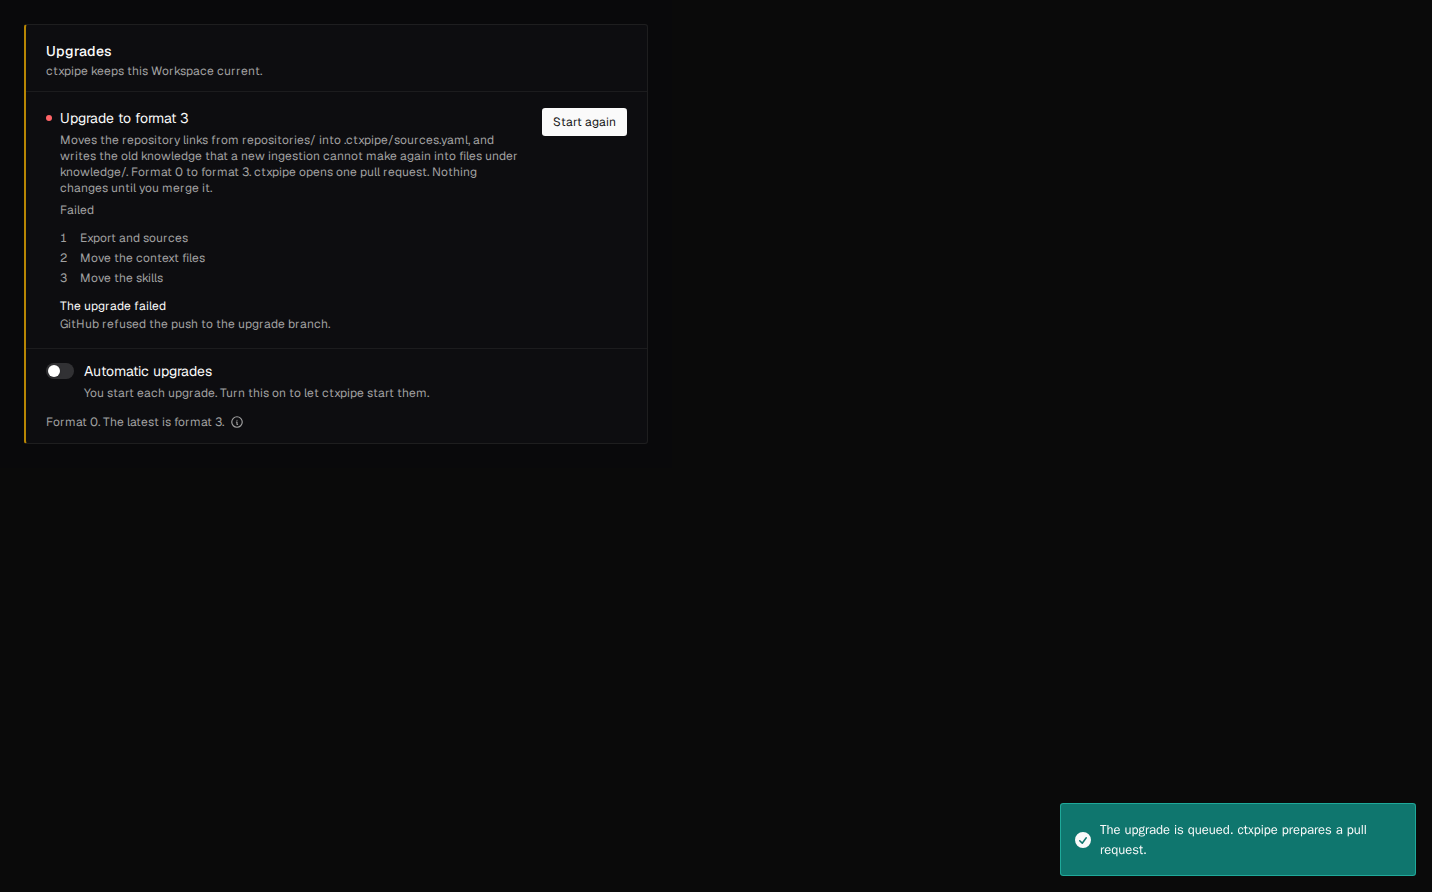 Upgrades
ctxpipe keeps this Workspace current.
Upgrade to format 3
Start again
Moves the repository links from repositories/ into .ctxpipe/sources.yaml, and
writes the old knowledge that a new ingestion cannot make again into files under
knowledge/. Format 0 to format 3. ctxpipe opens one pull request. Nothing
changes until you merge it.
Failed
1 Export and sources
2 Move the context files
3 Move the skills
The upgrade failed
GitHub refused the push to the upgrade branch.
Automatic upgrades
You start each upgrade. Turn this on to let ctxpipe start them.
Format 0. The latest is format 3.
The upgrade is queued. ctxpipe prepares a pull
request.